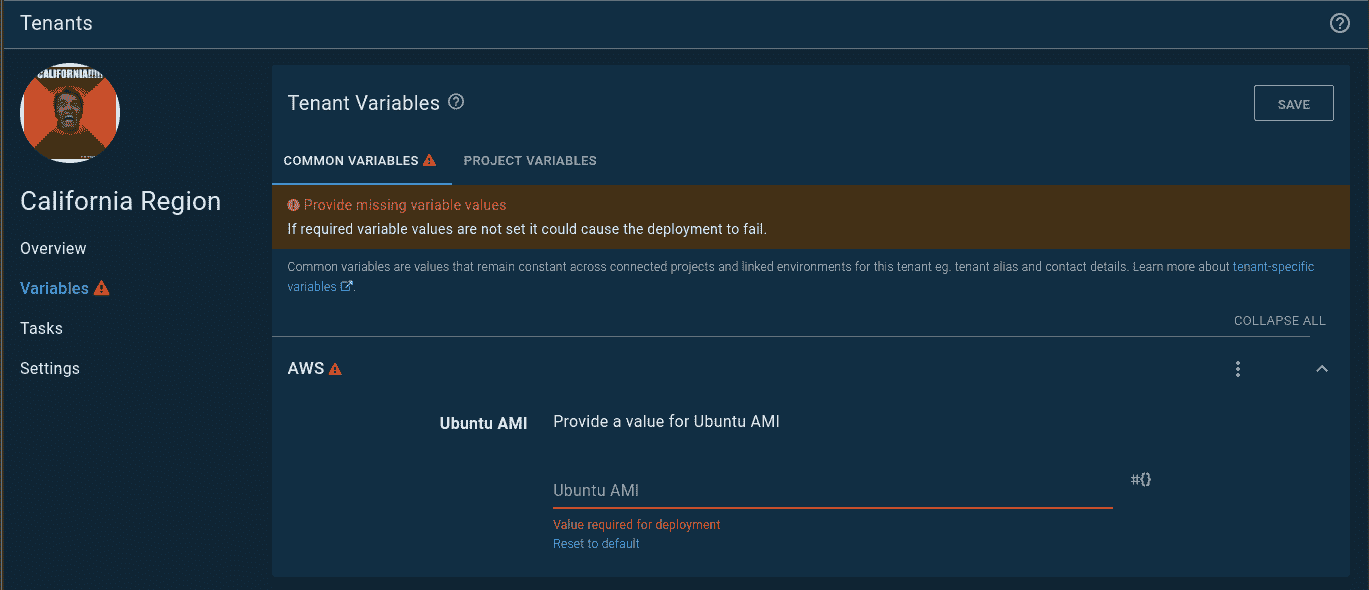 Tenants
CALIFORNIA!!!!!
California Region
Overview
Variables
Tasks
Settings
Tenant Variables
SAVE
COMMON VARIABLES
PROJECT VARIABLES
Provide missing variable values
If required variable values are not set it could cause the deployment to fail.
Common variables are values that remain constant across connected projects and linked environments for this tenant eg. tenant alias and contact details. Learn more about tenant-specific
variables.
COLLAPSE ALL
AWS
Ubuntu AMI
Provide a value for Ubuntu AMI
Ubuntu AMI
#{}
Value required for deployment
Reset to default